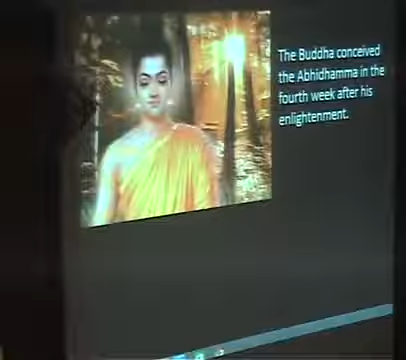 The Buddha conceived
the Abhidhamma in the
fourth week after his
enlightenment.